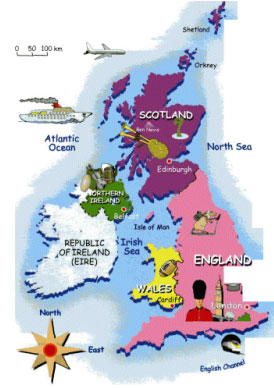 Shetland
0 50 100 km
Orkney
SCOTLAND
Atlantic
Ocean
Ben Nevis
North Sea
Edinburgh
NORTHERN
IRELAND
Belfast
Isle of Man
REPUBLIC
OF IRELAND
(EIRE)
Irish
Sea
ENGLAND
WALES
Cardiff
London
North
East
English Channel